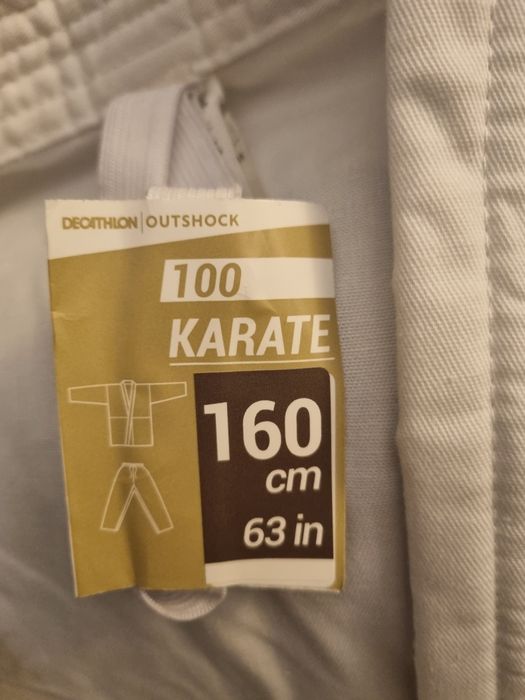 DECATHLON | OUTSHOCK
100
KARATE
160
cm
63 in